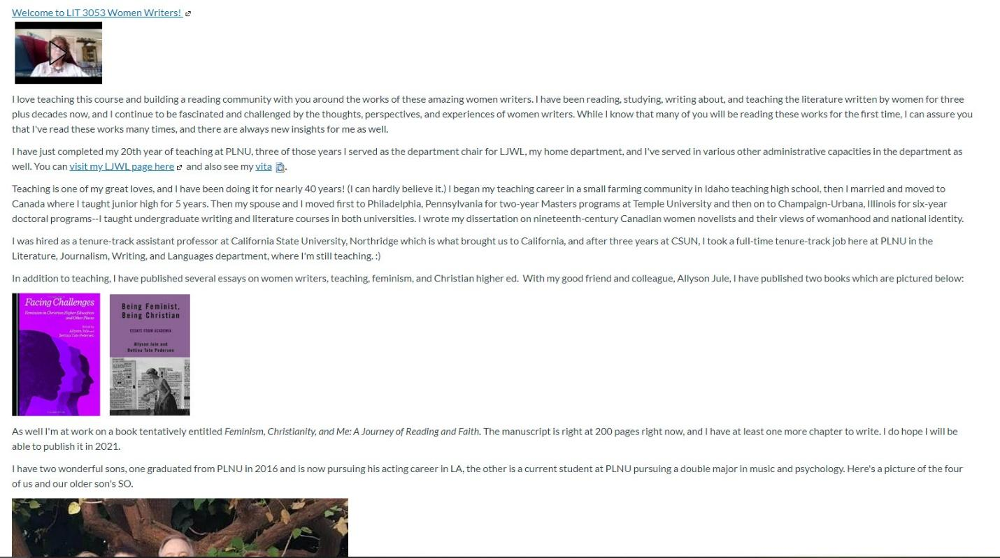 Welcome to LIT 3053 Women Writers!
I love teaching this course and building a reading community with you around the works of these amazing women writers. I have been reading, studying, writing about, and teaching the literature written by women for three
plus decades now, and I continue to be fascinated and challenged by the thoughts, perspectives, and experiences of women writers. While I know that many of you will be reading these works for the first time, I can assure you
that I've read these works many times, and there are always new insights for me as well.
I have just completed my 20th year of teaching at PLNU, three of those years I served as the department chair for LJWL, my home department, and I've served in various other administrative capacities in the department as
well. You can visit my LJWL page here and also see my vita .
Teaching is one of my great loves, and I have been doing it for nearly 40 years! (I can hardly believe it.) I began my teaching career in a small farming community in Idaho teaching high school, then I married and moved to
Canada where I taught junior high for 5 years. Then my spouse and I moved first to Philadelphia, Pennsylvania for two-year Masters programs at Temple University and then on to Champaign-Urbana, Illinois for six-year
doctoral programs--I taught undergraduate writing and literature courses in both universities. I wrote my dissertation on nineteenth-century Canadian women novelists and their views of womanhood and national identity.
I was hired as a tenure-track assistant professor at California State University, Northridge which is what brought us to California, and after three years at CSUN, I took a full-time tenure-track job here at PLNU in the
Literature, Journalism, Writing, and Languages department, where I'm still teaching. :)
In addition to teaching, I have published several essays on women writers, teaching, feminism, and Christian higher ed. With my good friend and colleague, Allyson Jule, I have published two books which are pictured below:
Facing Challenges
Feminism in Christian Higher Education
and Other Places
Edited by
Allyson Jule and
Bettina Tate Pedersen
Being Feminist,
Being Christian
ESSAYS FROM ACADEMIA
Allyson Jule and
Bettina Tate Pedersen
As well I'm at work on a book tentatively entitled Feminism, Christianity, and Me: A Journey of Reading and Faith. The manuscript is right at 200 pages right now, and I have at least one more chapter to write. I do hope I will be
able to publish it in 2021.
I have two wonderful sons, one graduated from PLNU in 2016 and is now pursuing his acting career in LA, the other is a current student at PLNU pursuing a double major in music and psychology. Here's a picture of the four
of us and our older son's SO.